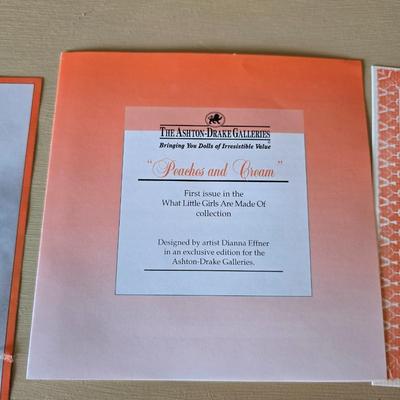 THE ASHTON-DRAKE GALLERIES
Bringing You Dolls of Irresistible Value
"Peaches and Cream"
First issue in the
What Little Girls Are Made Of
collection
Designed by artist Dianna Effner
in an exclusive edition for the
Ashton-Drake Galleries.